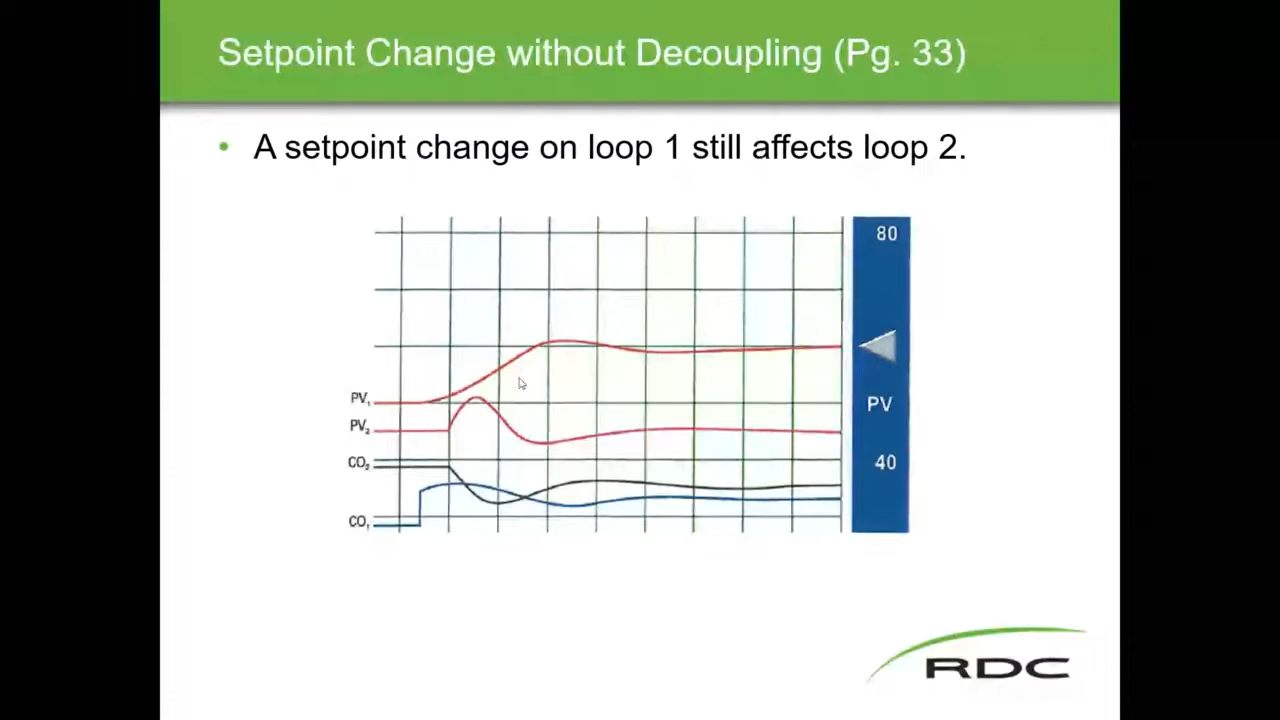 Setpoint Change without Decoupling (Pg. 33)
• A setpoint change on loop 1 still affects loop 2.
80
PV₁
PV
PV₂
CO₂
40
CO₁
RDC